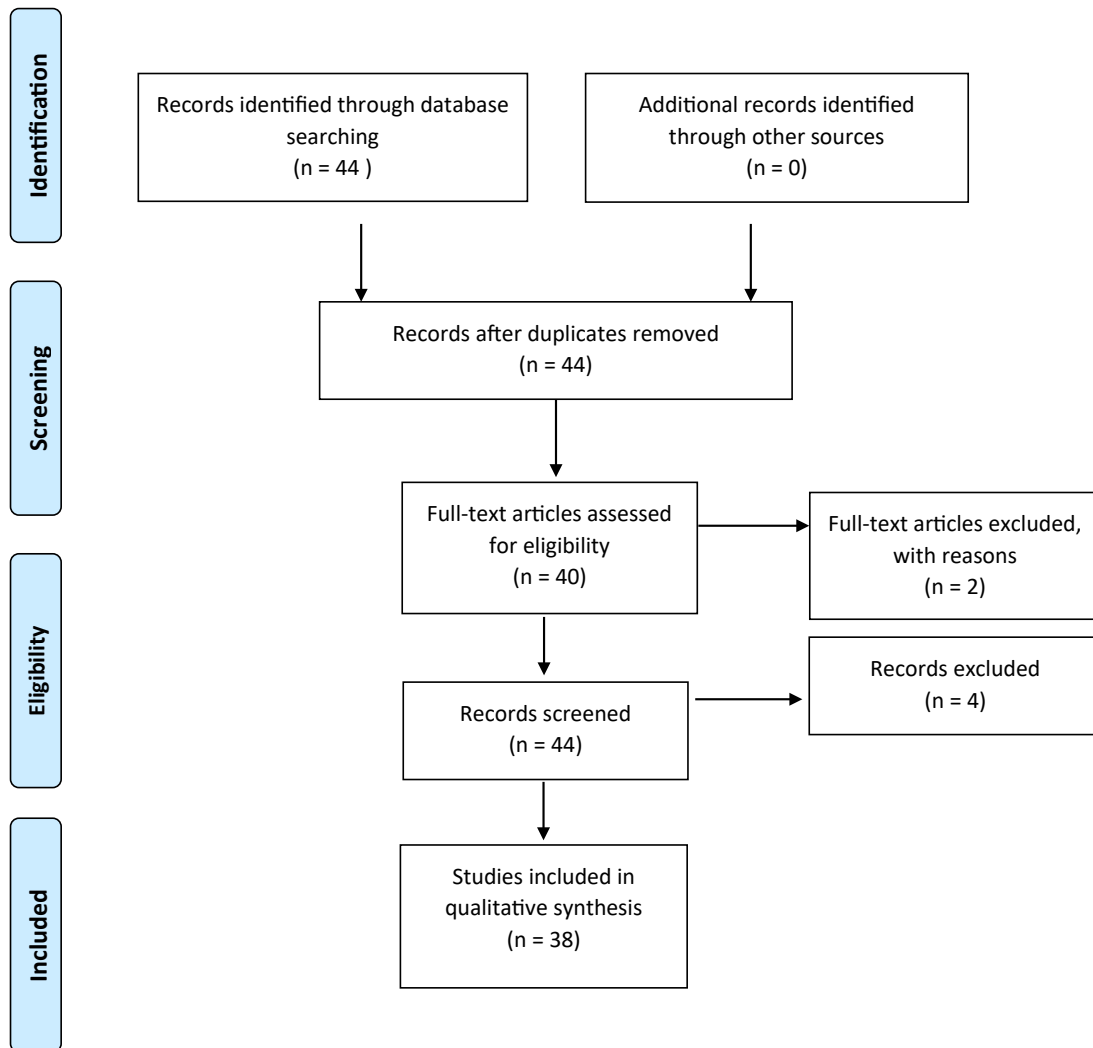 Identification
Records identified through database
searching
(n = 44 )
Additional records identified
through other sources
(n = 0)
Screening
Records after duplicates removed
(n = 44)
Full-text articles assessed
for eligibility
(n = 40)
Full-text articles excluded,
with reasons
(n = 2)
Eligibility
Records screened
(n = 44)
Records excluded
(n = 4)
Included
Studies included in
qualitative synthesis
(n = 38)